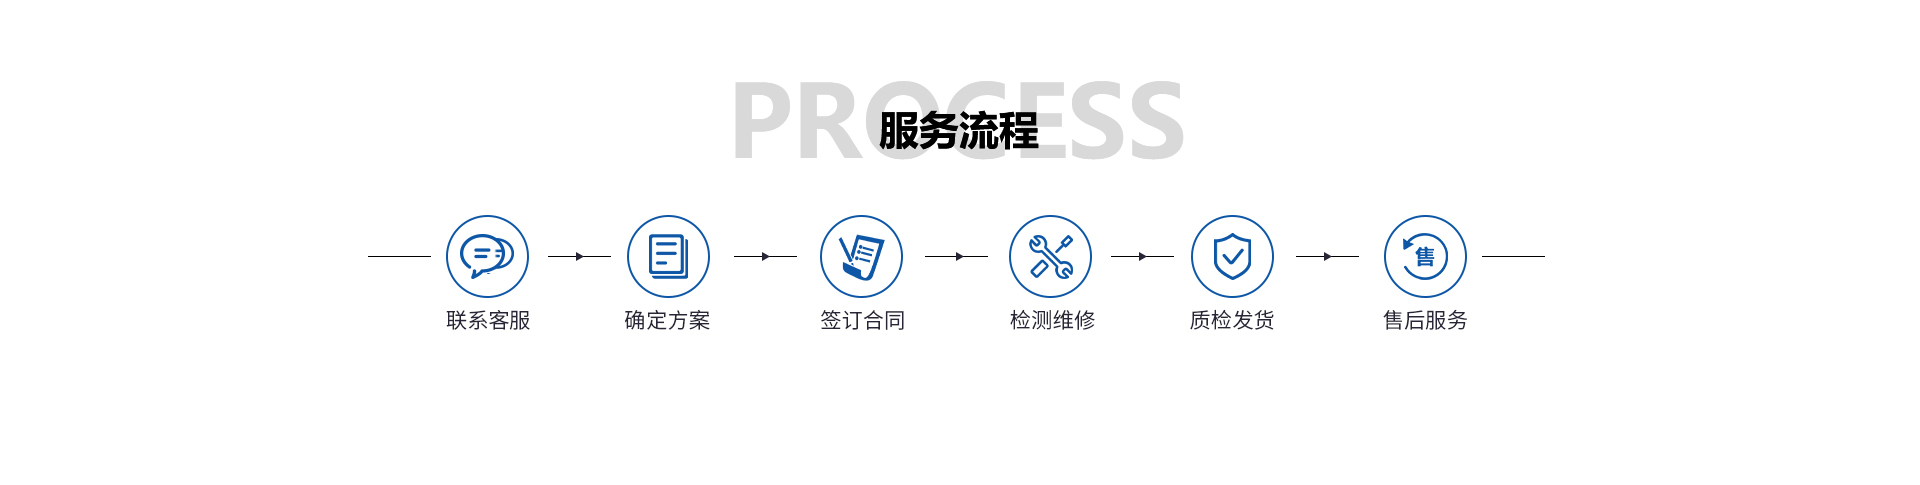 PROCESS
服务流程
售
联系客服
确定方案
签订合同
检测维修
质检发货
售后服务